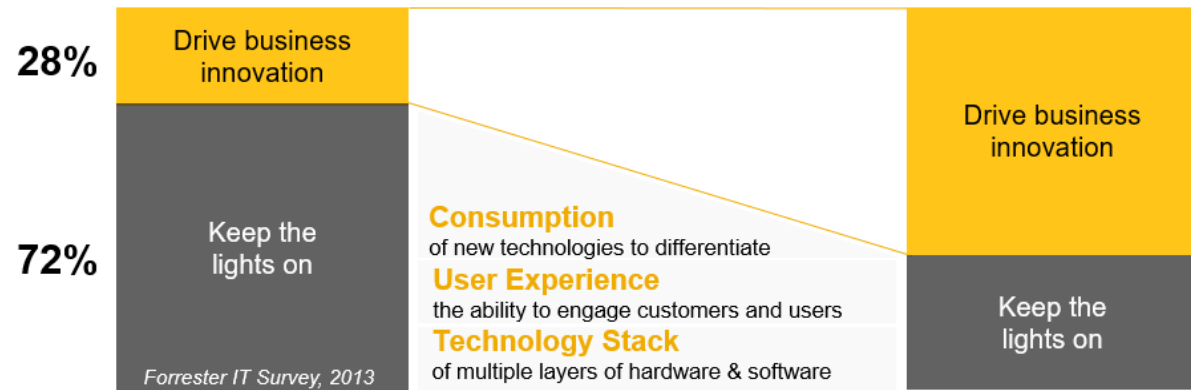 28%
Drive business
innovation
72%
Keep the
lights on
Forrester IT Survey, 2013
Consumption
of new technologies to differentiate
User Experience
the ability to engage customers and users
Technology Stack
of multiple layers of hardware & software
Drive business
innovation
Keep the
lights on